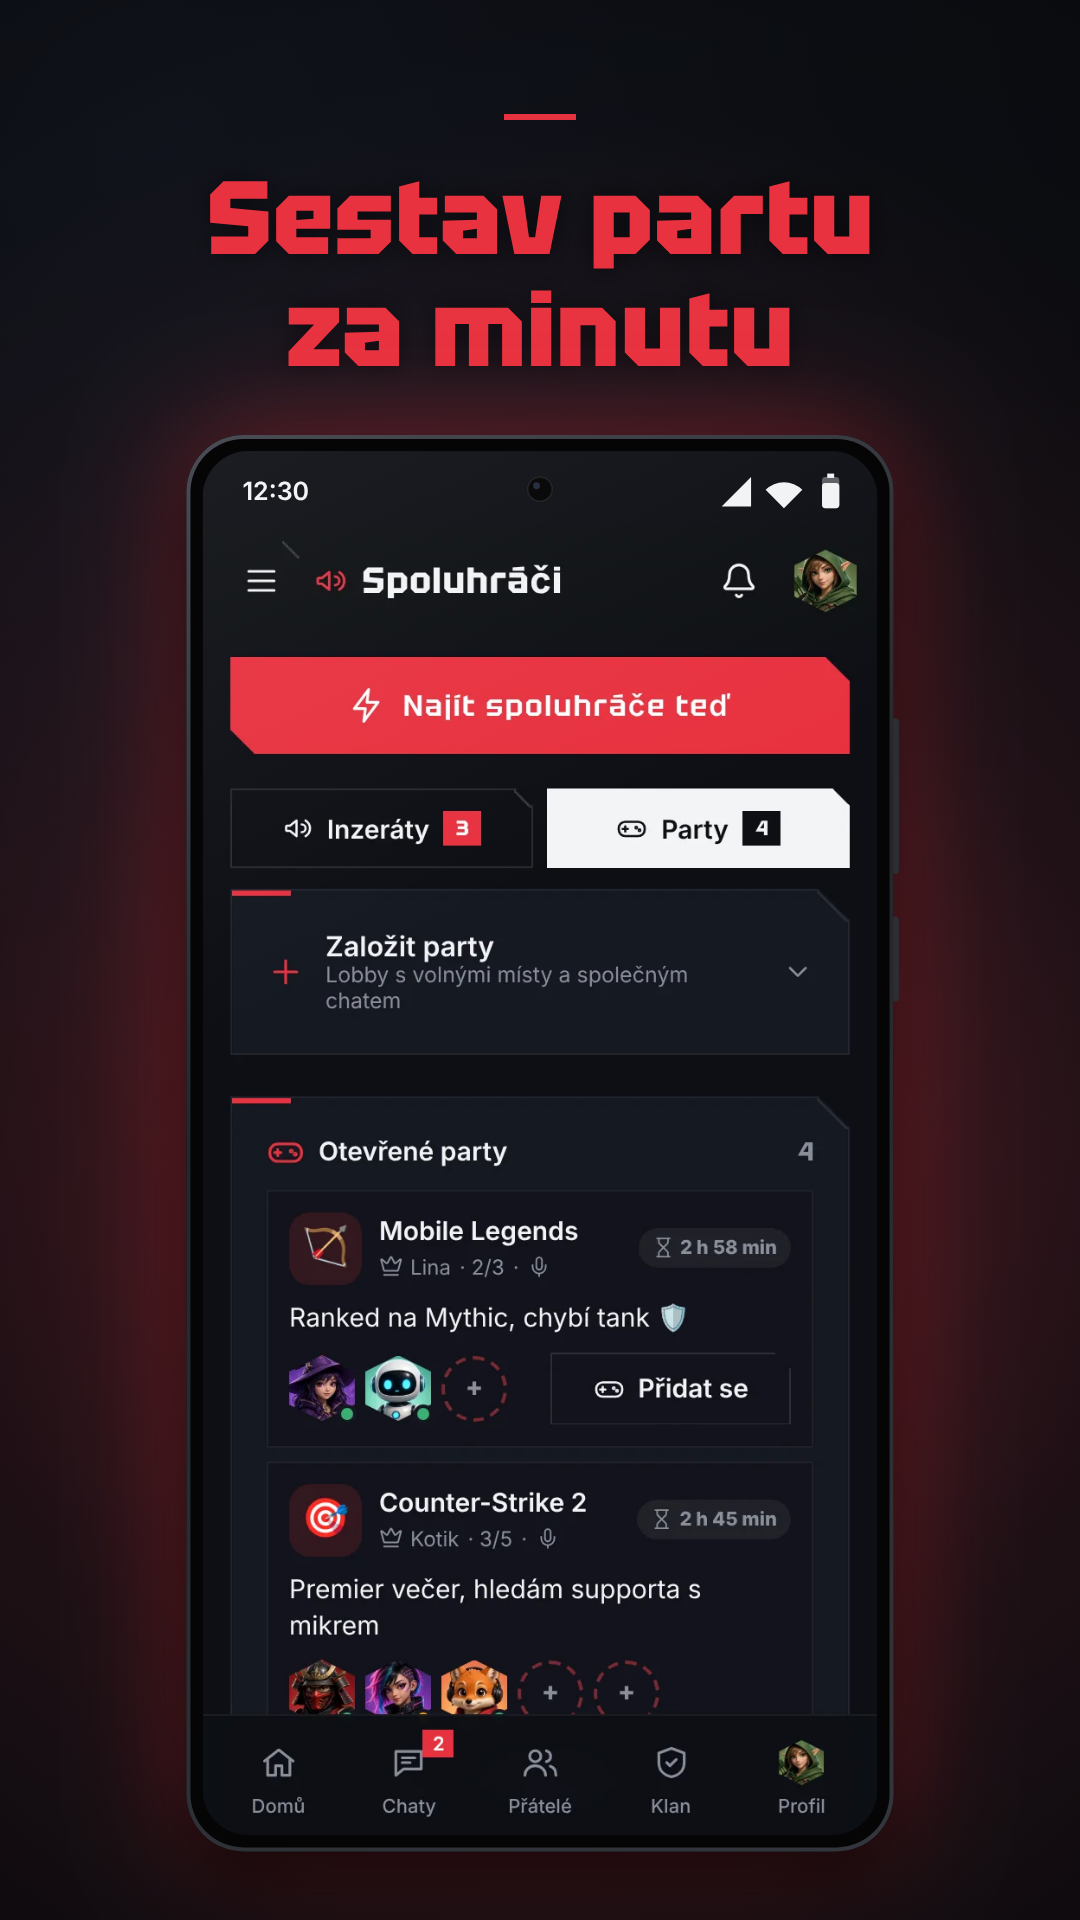 Sestav partu
za minutu
12:30
Spoluhráči
Najít spoluhráče teď
Inzeráty 3
Party 4
Založit party
Lobby s volnými místy a společným
chatem
Otevřené party 4
Mobile Legends
2 h 58 min
Lina · 2/3 ·
Ranked na Mythic, chybí tank
+
Přidat se
Counter-Strike 2
2 h 45 min
Kotik · 3/5 ·
Premier večer, hledám supporta s
mikrem
+ +
2
Domů Chaty Přátelé Klan Profil